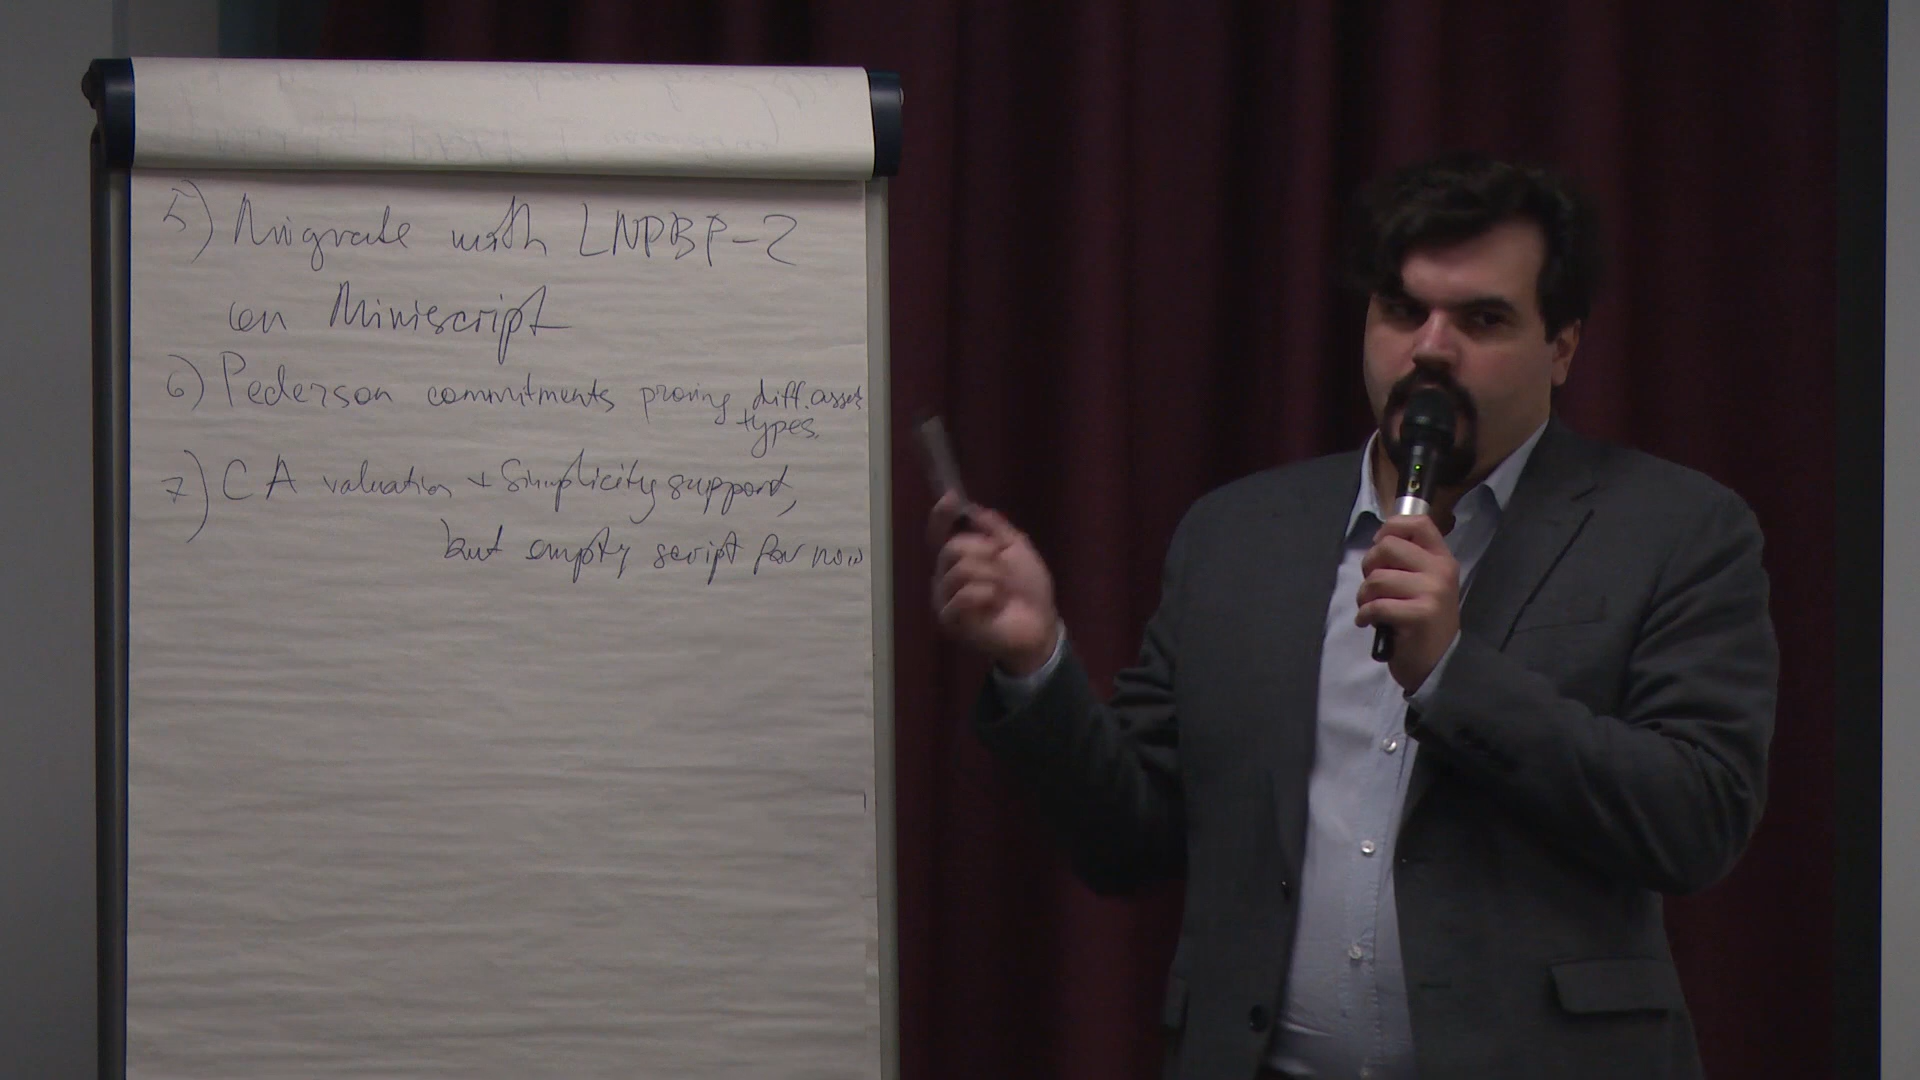 5) Migrate with LNPBP-2
on Miniscript
6) Pederson commitments proving diff. asset
types.
7) CA valuation + Simplicity support,
but empty script for now